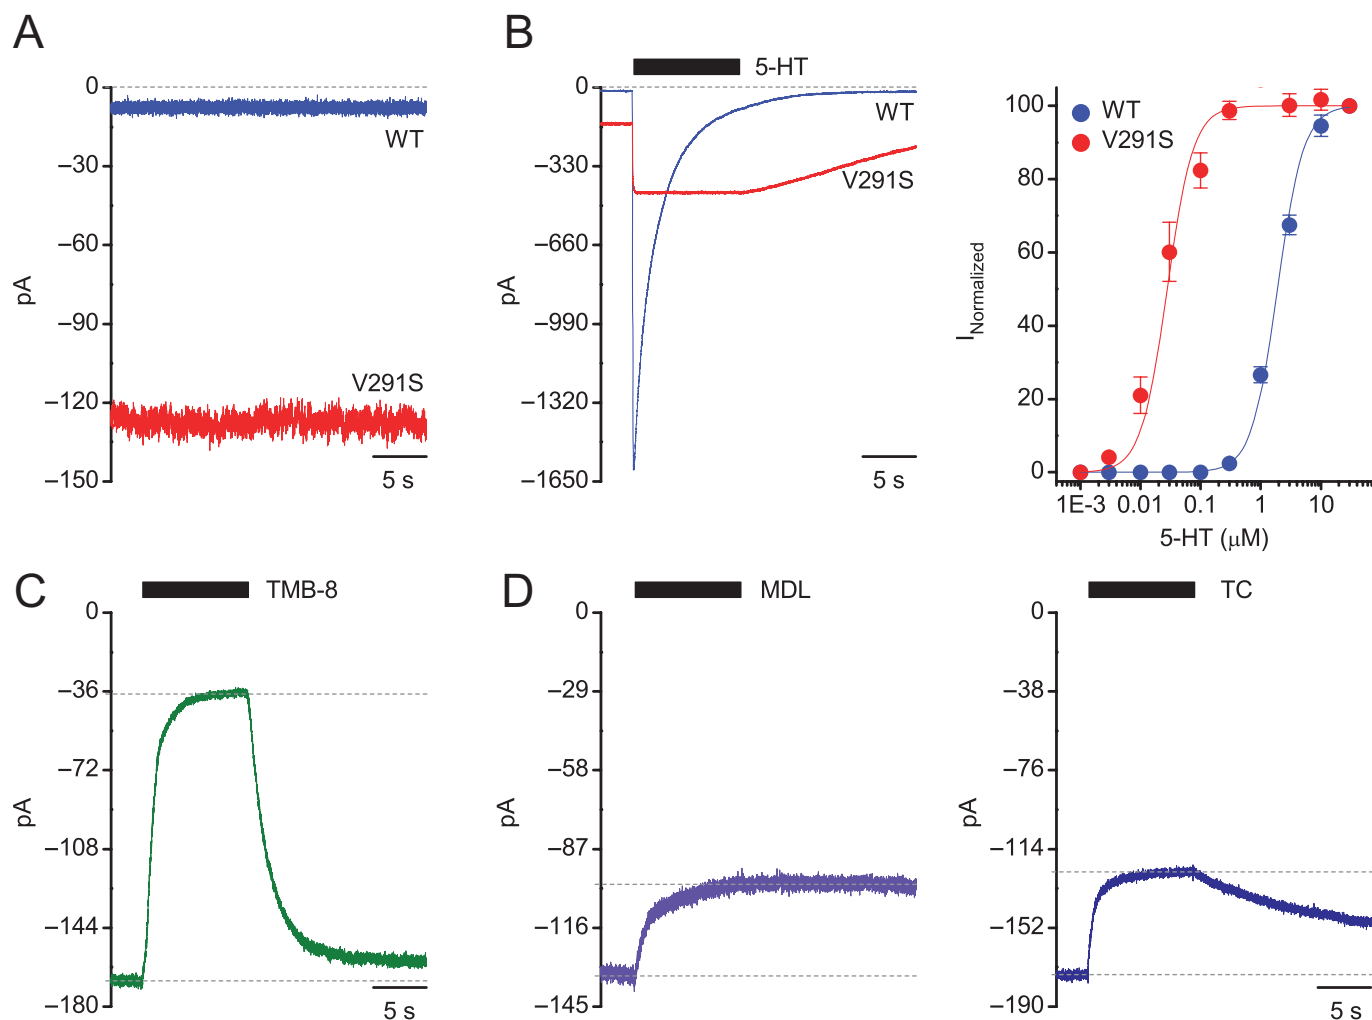 A
0
−30
−60
−90
−120
−150
pA
WT
V291S
5 s
B
5-HT
0
−330
−660
−990
−1320
−1650
pA
WT
V291S
5 s
100
80
60
40
20
0
I Normalized
WT
V291S
1E-3 0.01 0.1 1 10
5-HT (μM)
C
TMB-8
0
−36
−72
−108
−144
−180
pA
5 s
D
MDL
0
−29
−58
−87
−116
−145
pA
TC
0
−38
−76
−114
−152
−190
pA
5 s